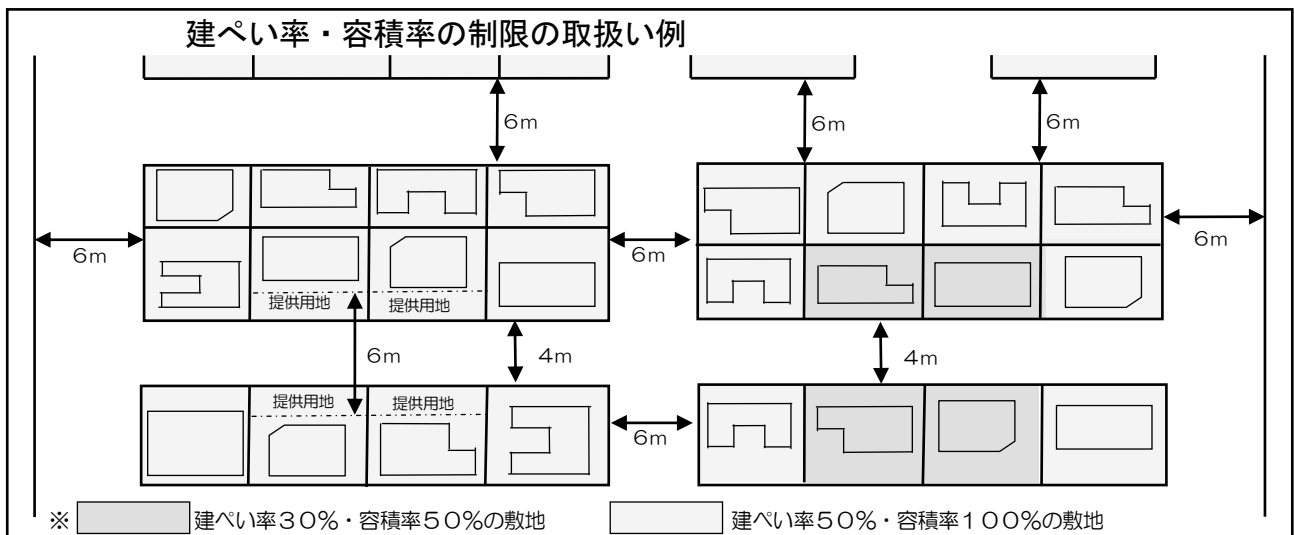 建ぺい率・容積率の制限の取扱い例
6m
6m
6m
6m
6m
6m
提供用地
提供用地
6m
4m
4m
提供用地
提供用地
6m
※ 建ぺい率30%・容積率50%の敷地
建ぺい率50%・容積率100%の敷地